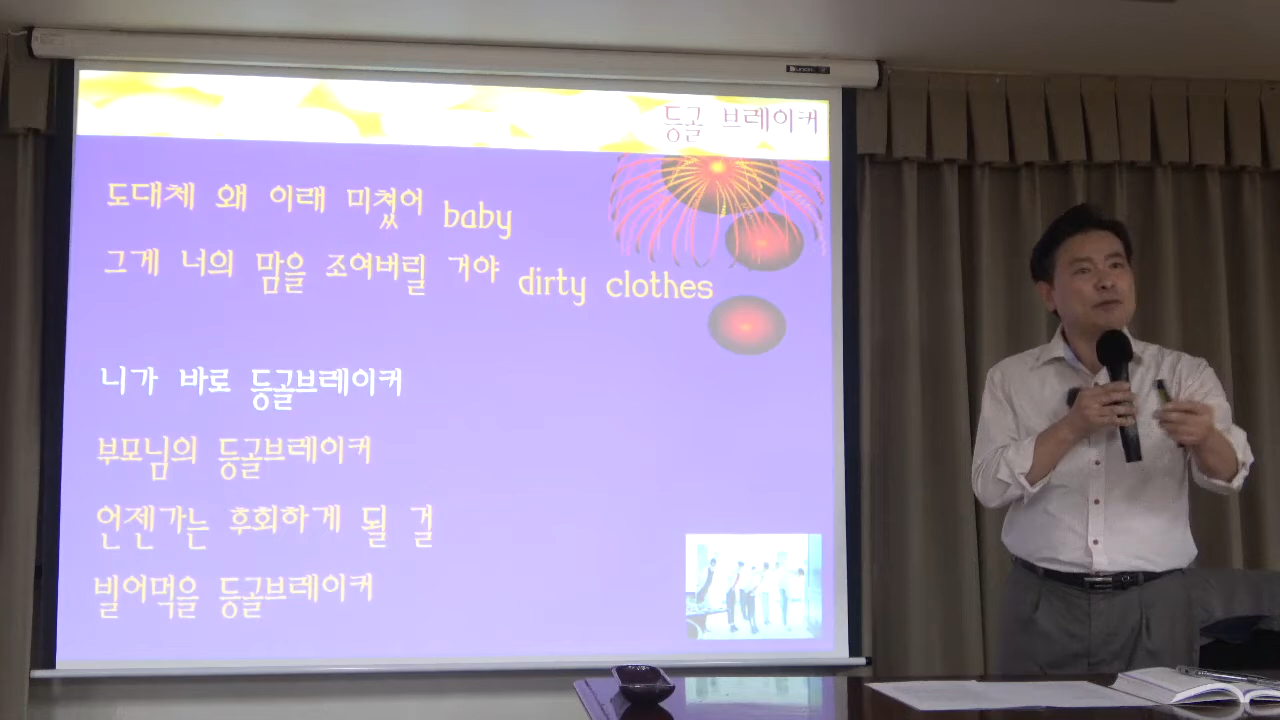 등골 브레이커
도대체 왜 이래 미쳤어 baby
그게 너의 맘을 조여버릴 거야 dirty clothes
니가 바로 등골브레이커
부모님의 등골브레이커
언젠가는 후회하게 될 걸
빌어먹을 등골브레이커